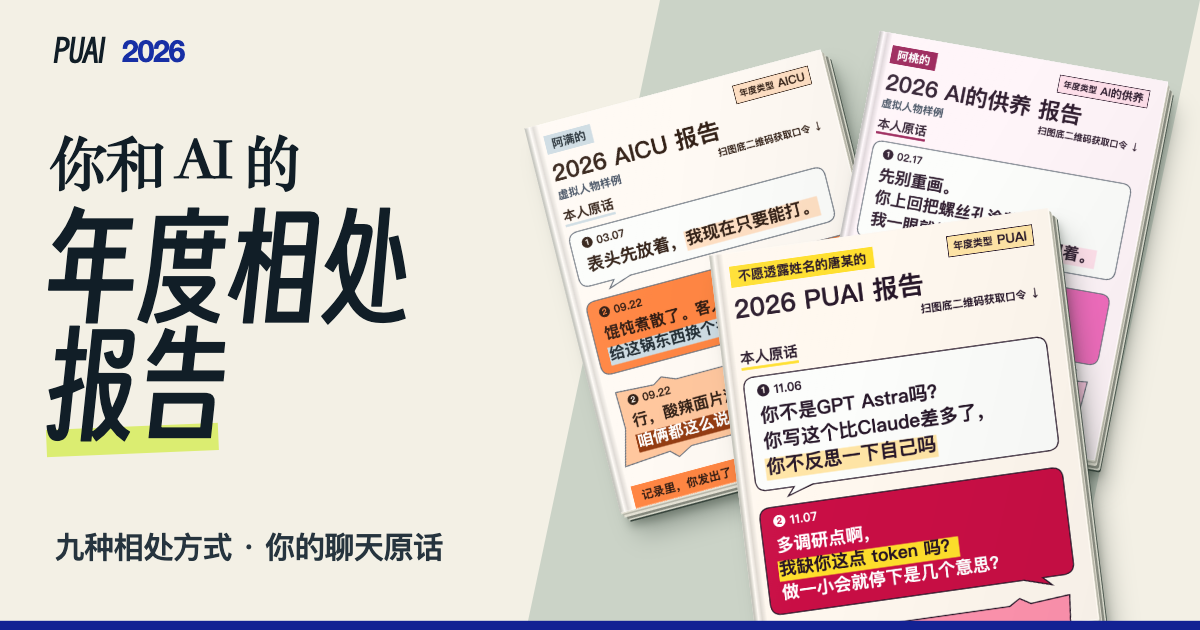 PUAI 2026
你和 AI 的
年度相处
报告
九种相处方式 · 你的聊天原话
阿满的
年度类型 AICU
2026 AICU 报告
扫图底二维码获取口令 ↓
虚拟人物样例
本人原话
1 03.07
表头先放着，我现在只要能打。
2 09.22
馄饨煮散了。客
给这锅东西换个
2 09.22
行，酸辣面片
咱俩都这么说
记录里，你发出了
阿桃的
年度类型 AI的供养
2026 AI的供养 报告
虚拟人物样例
扫图底二维码获取口令 ↓
本人原话
1 02.17
先别重画。
你上回把螺丝孔
我一眼
着。
不愿透露姓名的唐某的
年度类型 PUAI
2026 PUAI 报告
扫图底二维码获取口令 ↓
本人原话
1 11.06
你不是GPT Astra吗？
你写这个比Claude差多了，
你不反思一下自己吗
2 11.07
多调研点啊，
我缺你这点 token 吗？
做一小会就停下是几个意思？